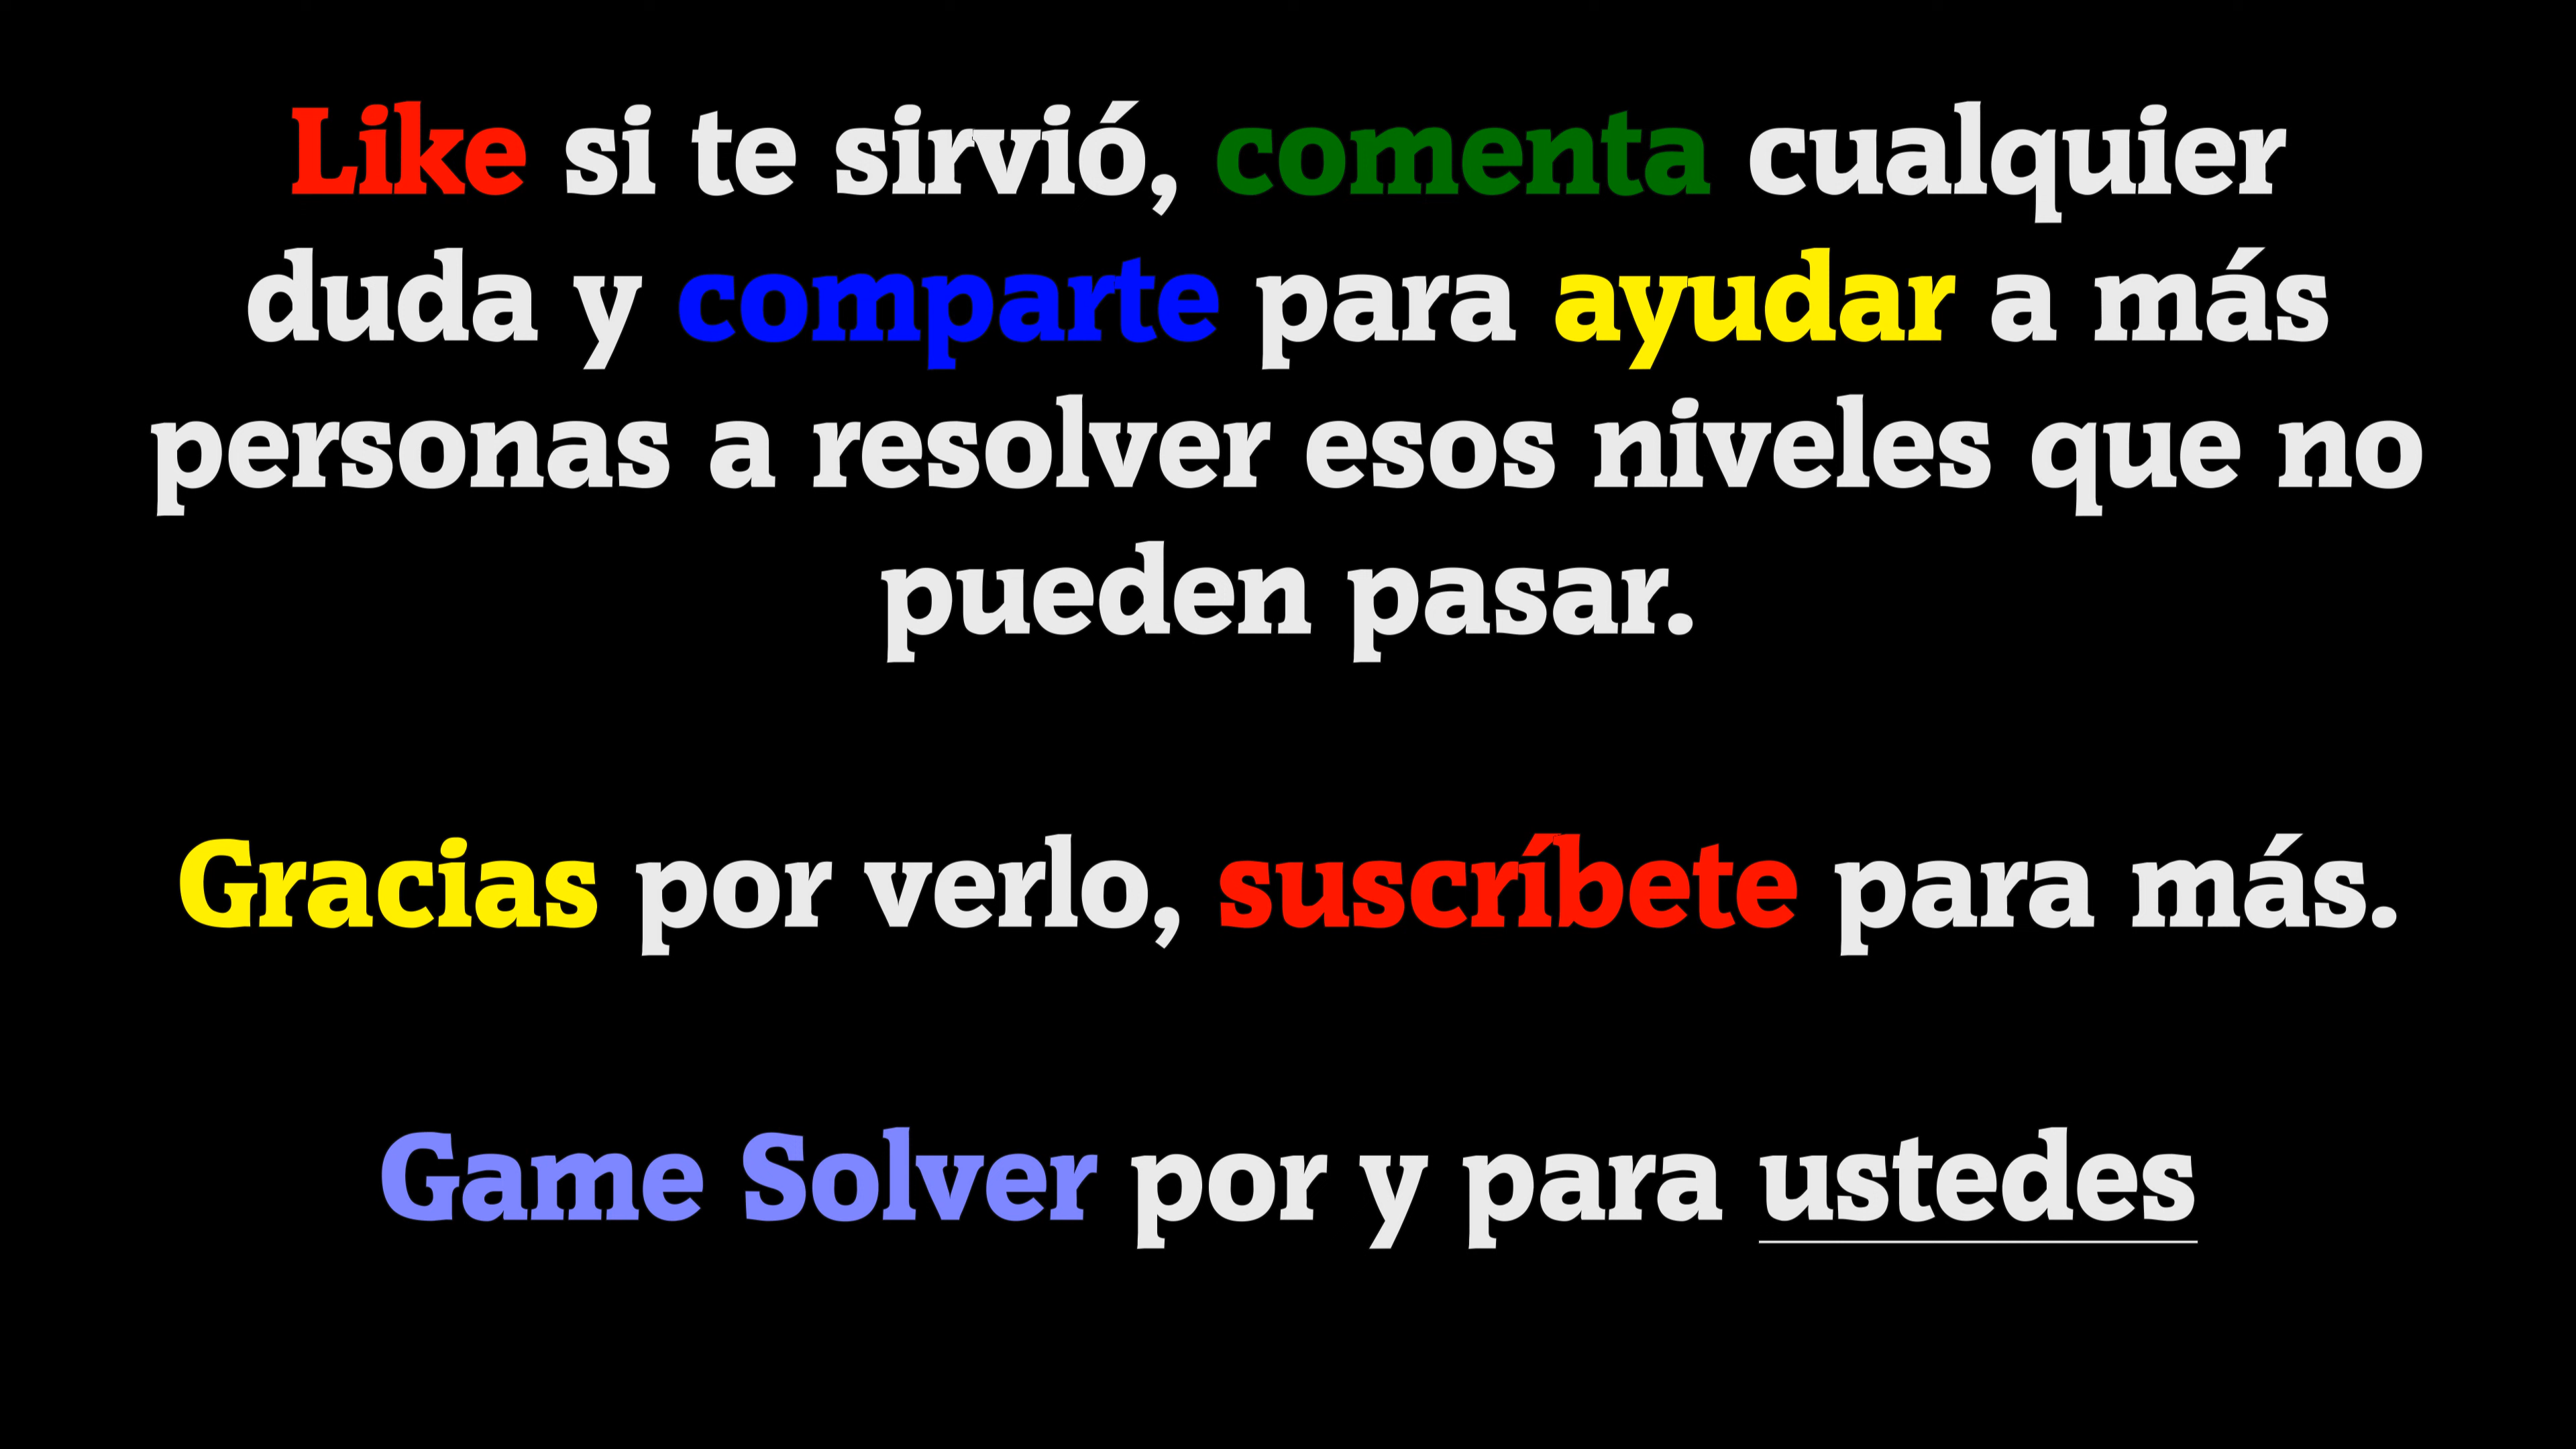 Like si te sirvió, comenta cualquier
duda y comparte para ayudar a más
personas a resolver esos niveles que no
pueden pasar.
Gracias por verlo, suscríbete para más.
Game Solver por y para ustedes